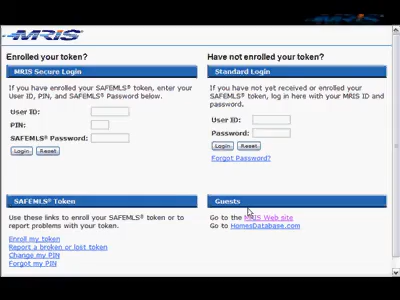 MRIS
MRIS
Enrolled your token?
MRIS Secure Login
If you have enrolled your SAFEMLS® token, enter your
User ID, PIN, and SAFEMLS® Password below.
User ID:
PIN:
SAFEMLS® Password:
Login Reset
Have not enrolled your token?
Standard Login
If you have not yet received or enrolled your
SAFEMLS® token, log in here with your MRIS ID and
password.
User ID:
Password:
Login Reset
Forgot Password?
SAFEMLS® Token
Use these links to enroll your SAFEMLS® token or to
report problems with your token.
Enroll my token
Report a broken or lost token
Change my PIN
Forgot my PIN
Guests
Go to the MRIS Web site
Go to HomesDatabase.com